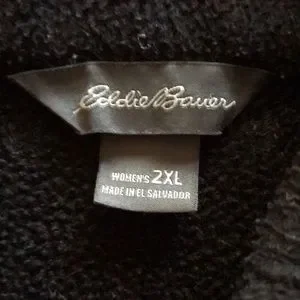 Eddie Bauer
WOMEN'S 2XL
MADE IN EL SALVADOR